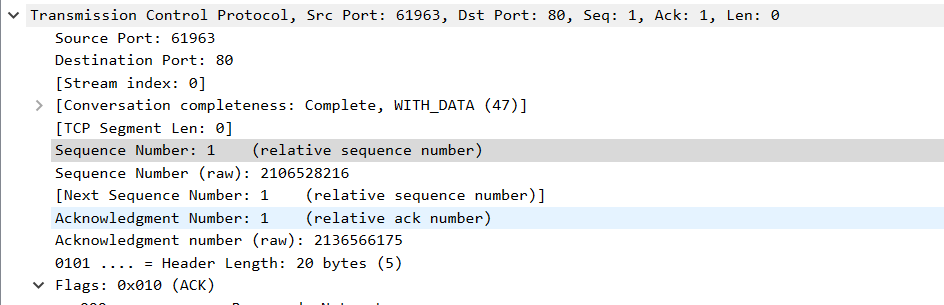 Transmission Control Protocol, Src Port: 61963, Dst Port: 80, Seq: 1, Ack: 1, Len: 0
Source Port: 61963
Destination Port: 80
[Stream index: 0]
[Conversation completeness: Complete, WITH_DATA (47)]
[TCP Segment Len: 0]
Sequence Number: 1    (relative sequence number)
Sequence Number (raw): 2106528216
[Next Sequence Number: 1    (relative sequence number)]
Acknowledgment Number: 1    (relative ack number)
Acknowledgment number (raw): 2136566175
0101 .... = Header Length: 20 bytes (5)
Flags: 0x010 (ACK)